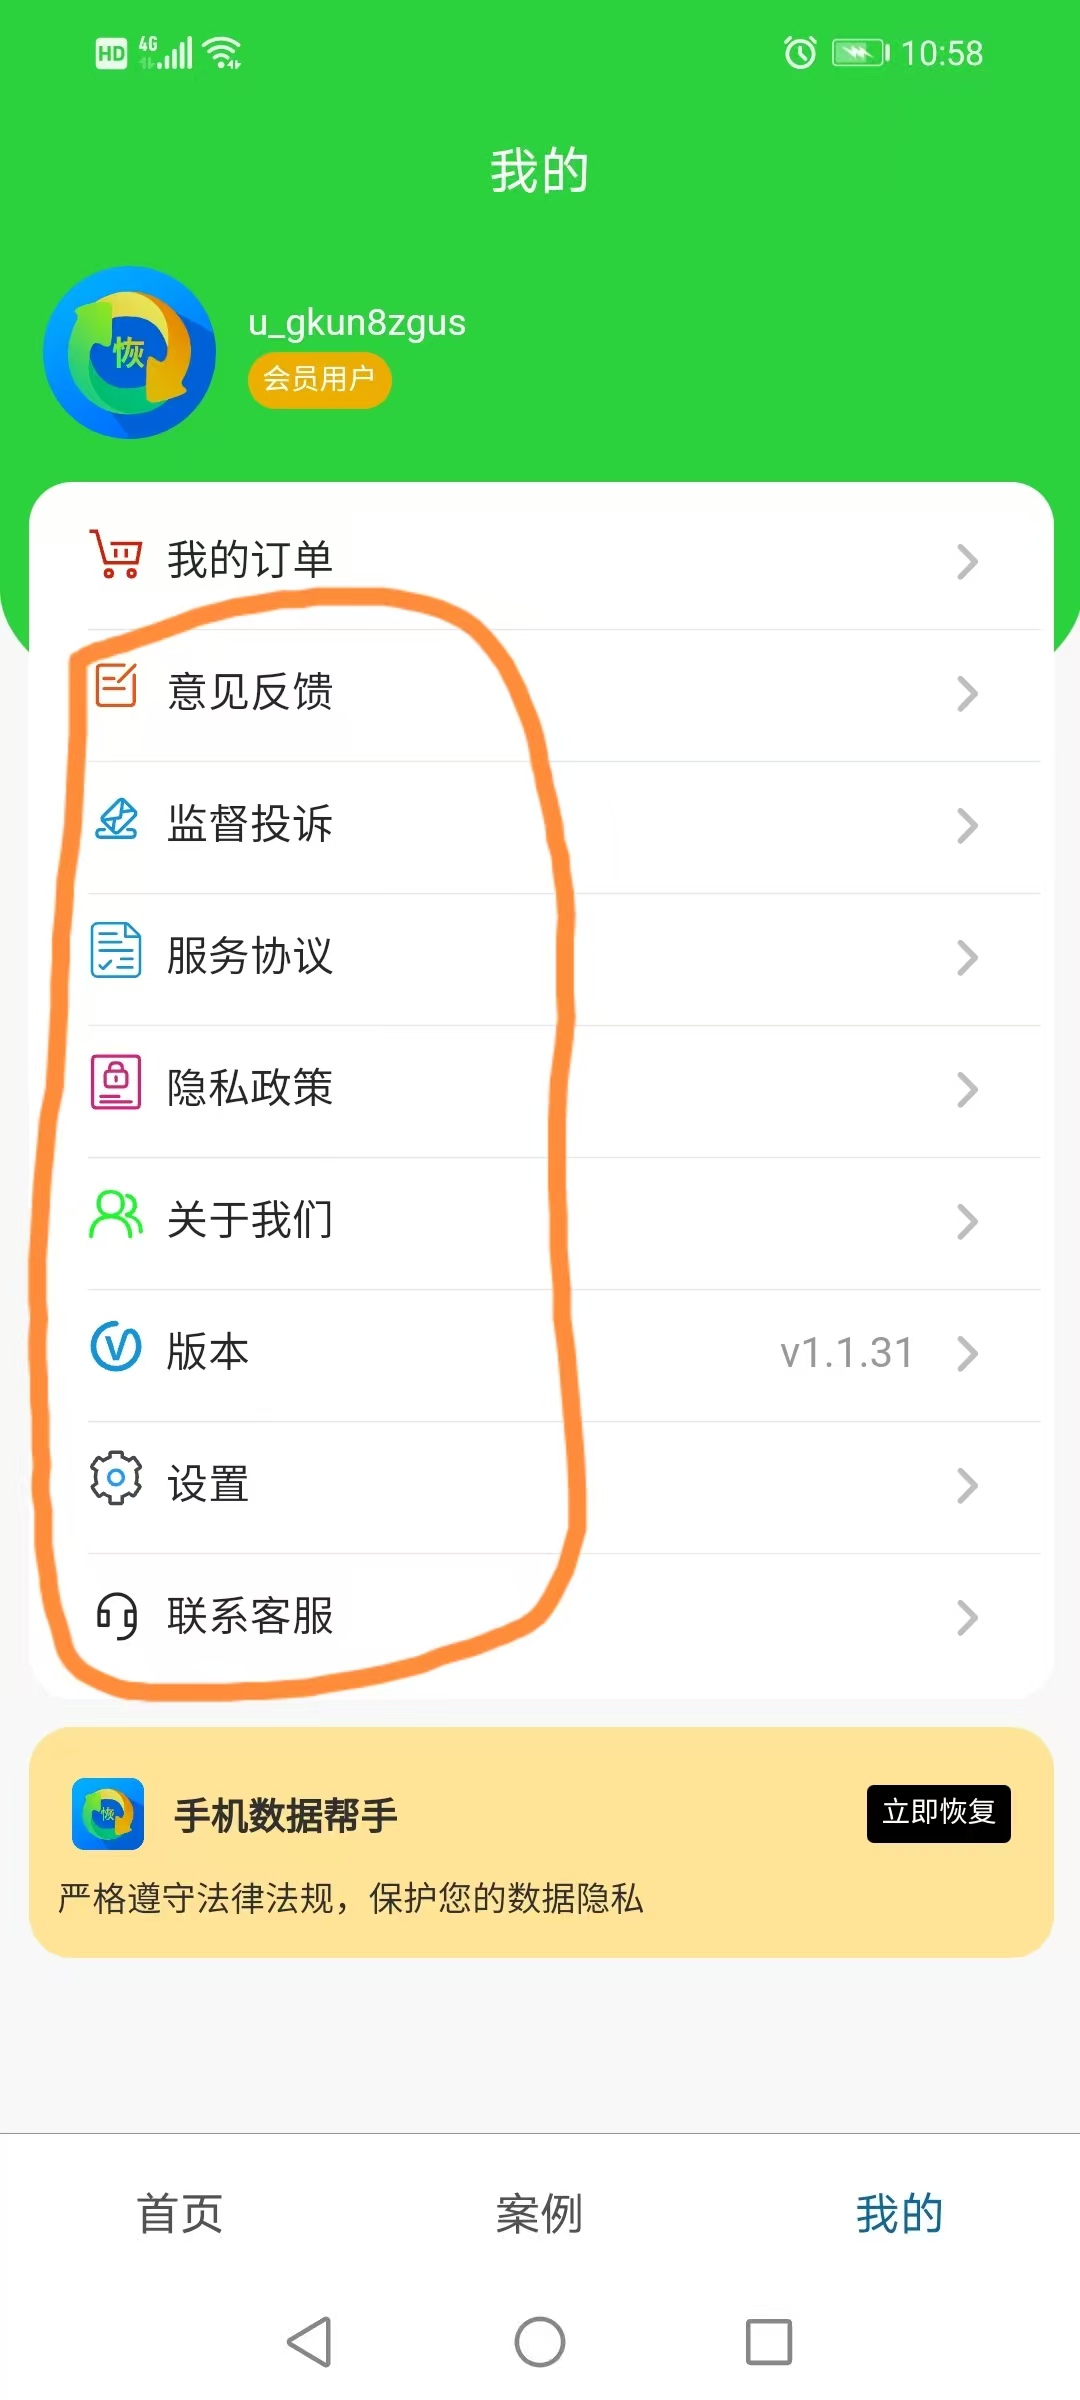 HD 4G 10:58
我的
恢
u_gkun8zgus
会员用户
我的订单
意见反馈
监督投诉
服务协议
隐私政策
关于我们
版本 v1.1.31
设置
联系客服
恢 手机数据帮手 立即恢复
严格遵守法律法规，保护您的数据隐私
首页 案例 我的